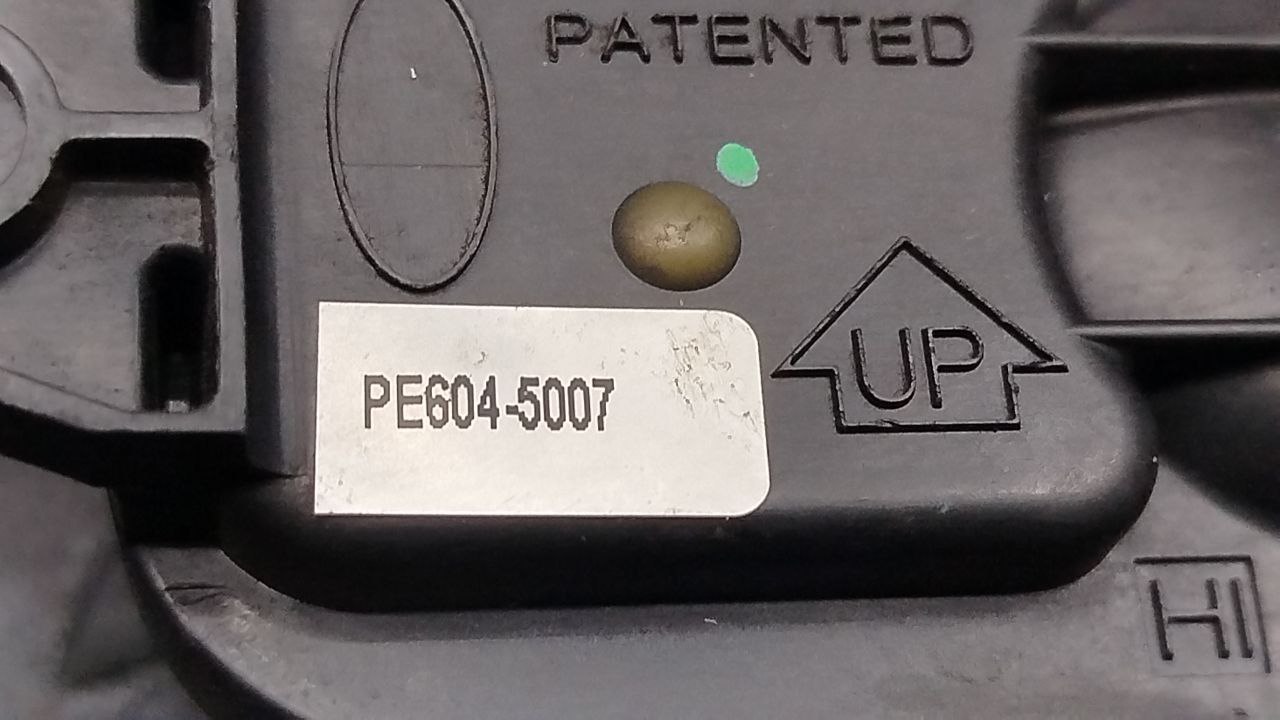 PATENTED
UP
PE604-5007
HI